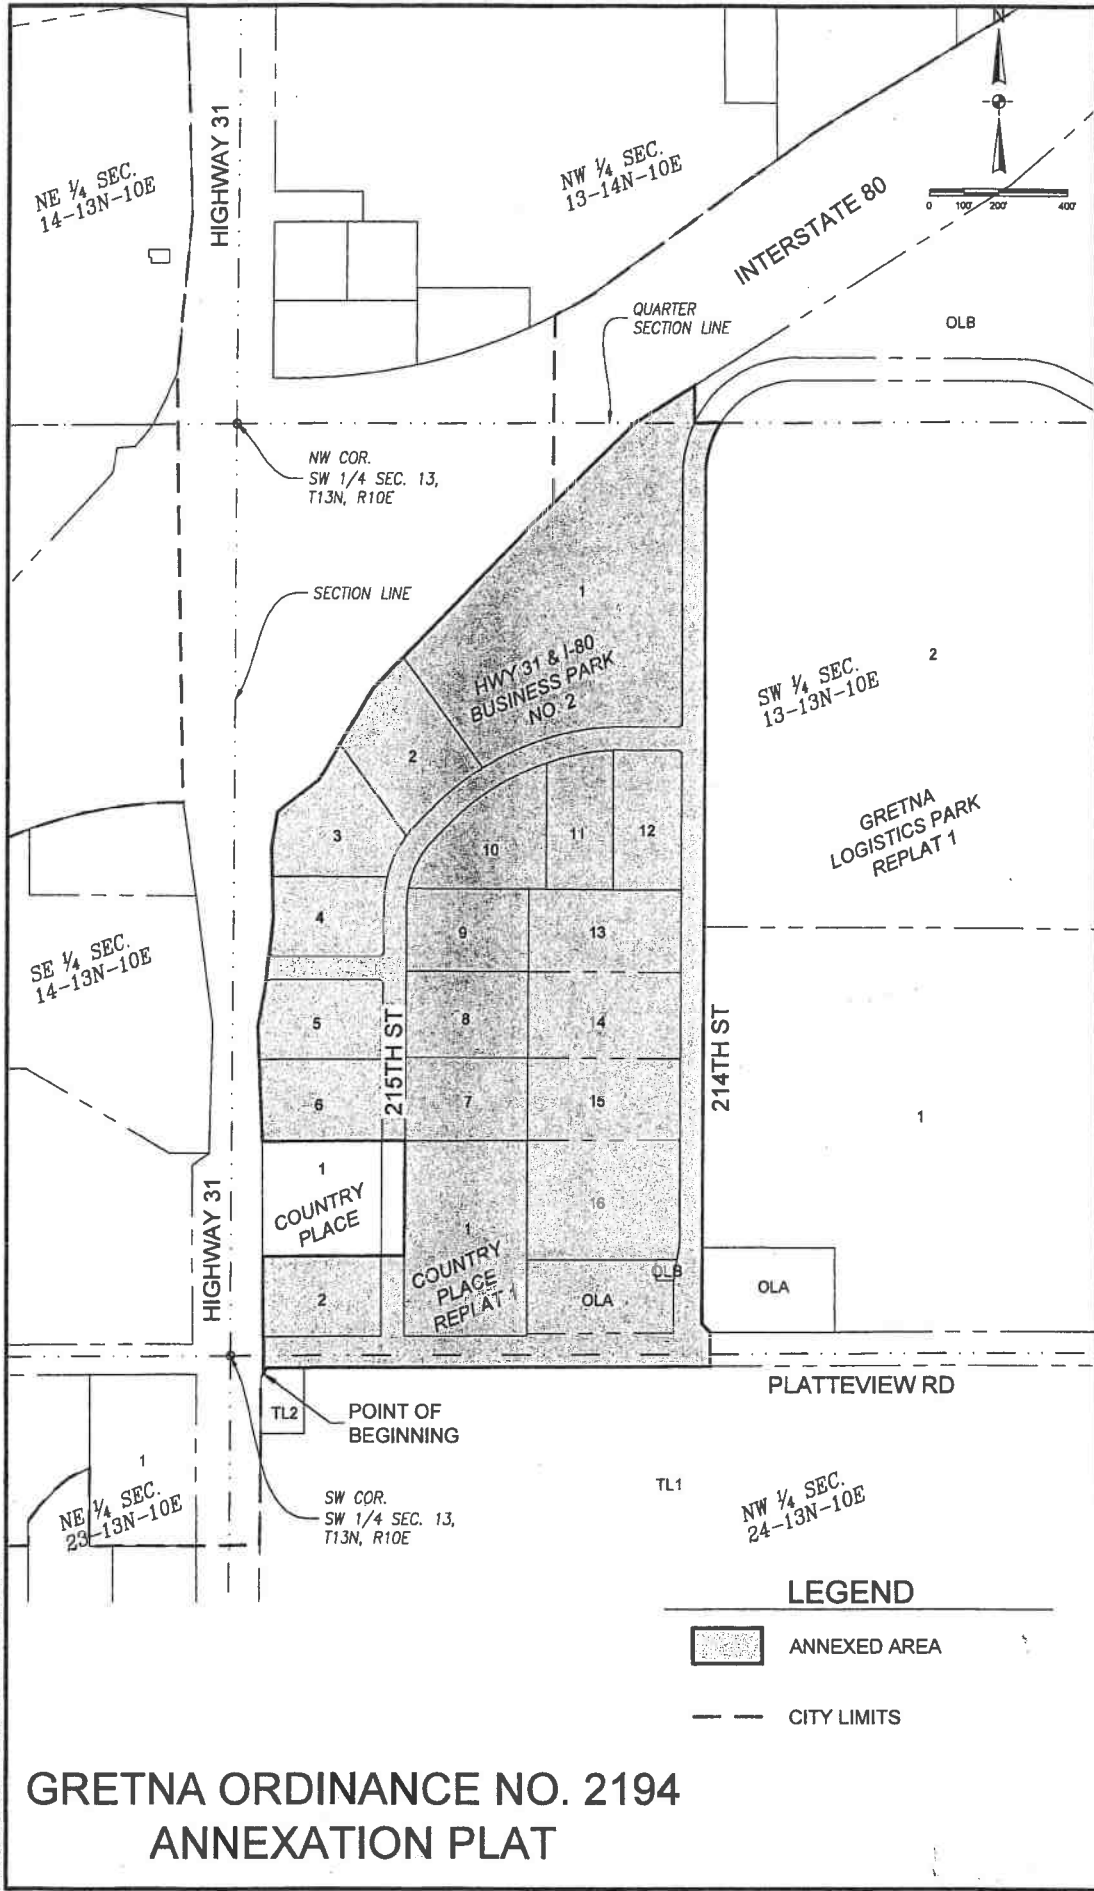 N
HIGHWAY 31
NE ¼ SEC.
14-13N-10E
NW ¼ SEC.
13-14N-10E
INTERSTATE 80
0 100' 200' 400'
QUARTER
SECTION LINE
OLB
NW COR.
SW 1/4 SEC. 13,
T13N, R10E
SECTION LINE
1
HWY 31 & I-80
BUSINESS PARK
NO. 2
2
SW ¼ SEC.
13-13N-10E
2
GRETNA
LOGISTICS PARK
REPLAT 1
3
10
11
12
4
9
13
SE ¼ SEC.
14-13N-10E
5
8
14
215TH ST
214TH ST
6
7
15
1
1
COUNTRY
PLACE
HIGHWAY 31
1
COUNTRY
PLACE
REPLAT 1
16
2
OLA
OLB
OLA
PLATTEVIEW RD
TL2
POINT OF
BEGINNING
1
NE ¼ SEC.
23-13N-10E
SW COR.
SW 1/4 SEC. 13,
T13N, R10E
TL1
NW ¼ SEC.
24-13N-10E
LEGEND
ANNEXED AREA
CITY LIMITS
GRETNA ORDINANCE NO. 2194
ANNEXATION PLAT